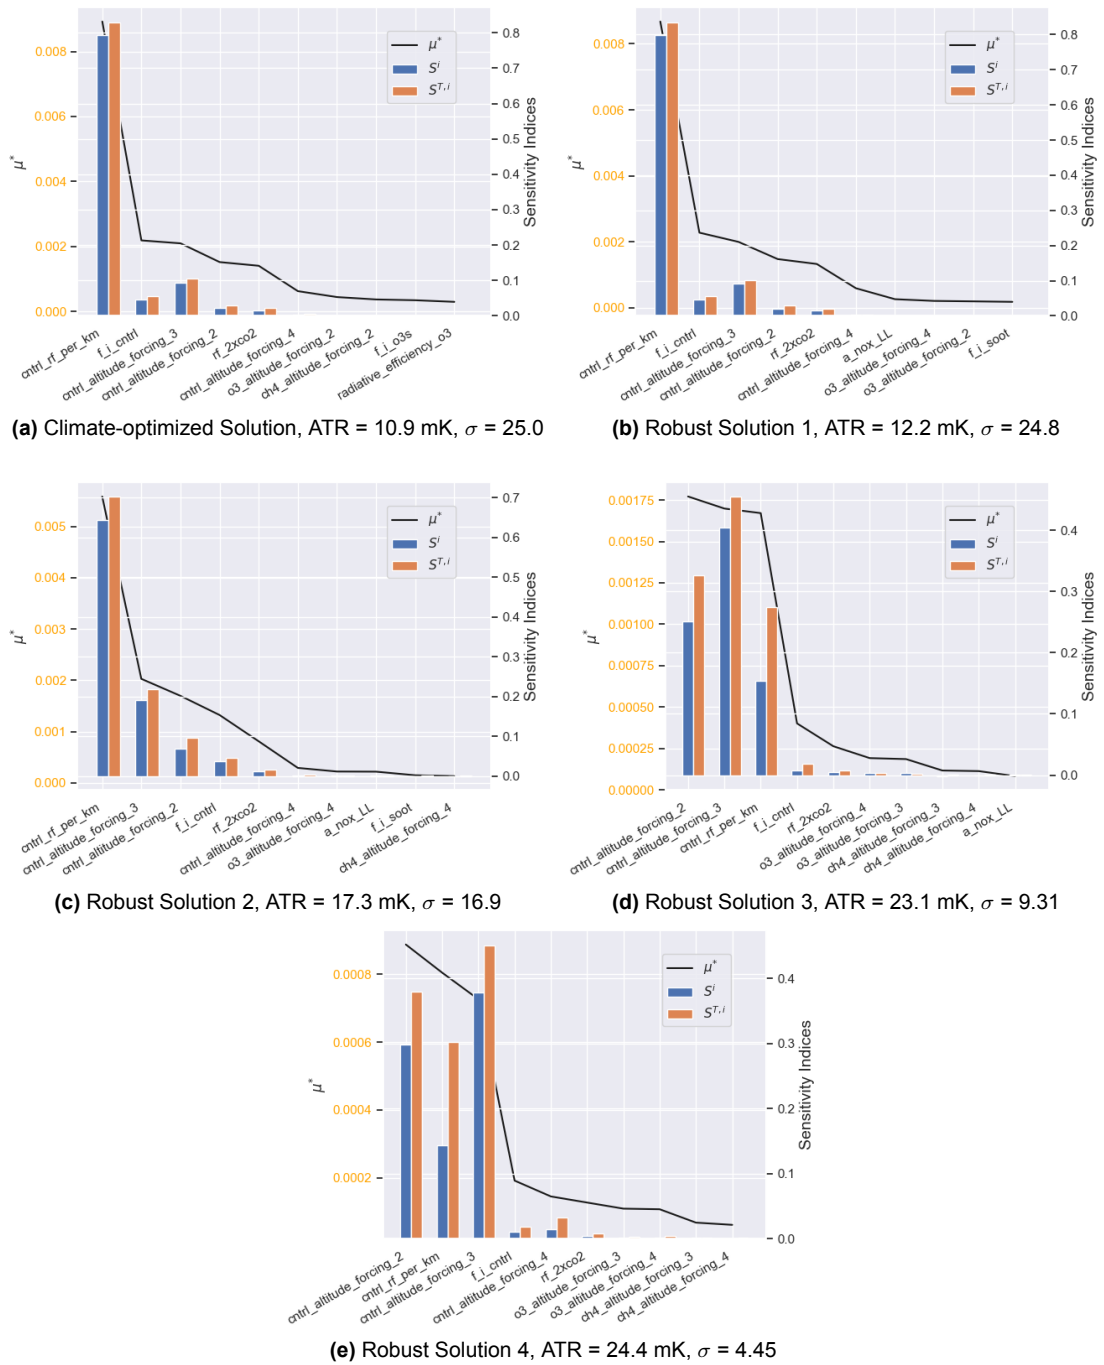 μ*
S^i
S^{T,i}
0.008
0.006
0.004
0.002
0.000
μ*
0.8
0.7
0.6
0.5
0.4
0.3
0.2
0.1
0.0
Sensitivity Indices
cntrl_rf_per_km
f_i_cntrl
cntrl_altitude_forcing_3
cntrl_altitude_forcing_2
rf_2xco2
cntrl_altitude_forcing_4
o3_altitude_forcing_2
ch4_altitude_forcing_2
f_i_o3s
radiative_efficiency_o3
(a) Climate-optimized Solution, ATR = 10.9 mK, σ = 25.0
μ*
S^i
S^{T,i}
0.008
0.006
0.004
0.002
0.000
μ*
0.8
0.7
0.6
0.5
0.4
0.3
0.2
0.1
0.0
Sensitivity Indices
cntrl_rf_per_km
f_i_cntrl
cntrl_altitude_forcing_3
cntrl_altitude_forcing_2
rf_2xco2
cntrl_altitude_forcing_4
a_nox_LL
o3_altitude_forcing_4
o3_altitude_forcing_2
f_i_soot
(b) Robust Solution 1, ATR = 12.2 mK, σ = 24.8
μ*
S^i
S^{T,i}
0.005
0.004
0.003
0.002
0.001
0.000
μ*
0.7
0.6
0.5
0.4
0.3
0.2
0.1
0.0
Sensitivity Indices
cntrl_rf_per_km
cntrl_altitude_forcing_3
cntrl_altitude_forcing_2
f_i_cntrl
rf_2xco2
cntrl_altitude_forcing_4
o3_altitude_forcing_4
a_nox_LL
f_i_soot
ch4_altitude_forcing_4
(c) Robust Solution 2, ATR = 17.3 mK, σ = 16.9
μ*
S^i
S^{T,i}
0.00175
0.00150
0.00125
0.00100
0.00075
0.00050
0.00025
0.00000
μ*
0.4
0.3
0.2
0.1
0.0
Sensitivity Indices
cntrl_altitude_forcing_2
cntrl_altitude_forcing_3
cntrl_rf_per_km
f_i_cntrl
rf_2xco2
o3_altitude_forcing_4
o3_altitude_forcing_3
ch4_altitude_forcing_3
ch4_altitude_forcing_4
a_nox_LL
(d) Robust Solution 3, ATR = 23.1 mK, σ = 9.31
μ*
S^i
S^{T,i}
0.0008
0.0006
0.0004
0.0002
μ*
0.4
0.3
0.2
0.1
0.0
Sensitivity Indices
cntrl_altitude_forcing_2
cntrl_rf_per_km
cntrl_altitude_forcing_3
f_i_cntrl
cntrl_altitude_forcing_4
rf_2xco2
o3_altitude_forcing_3
o3_altitude_forcing_4
ch4_altitude_forcing_3
ch4_altitude_forcing_4
(e) Robust Solution 4, ATR = 24.4 mK, σ = 4.45